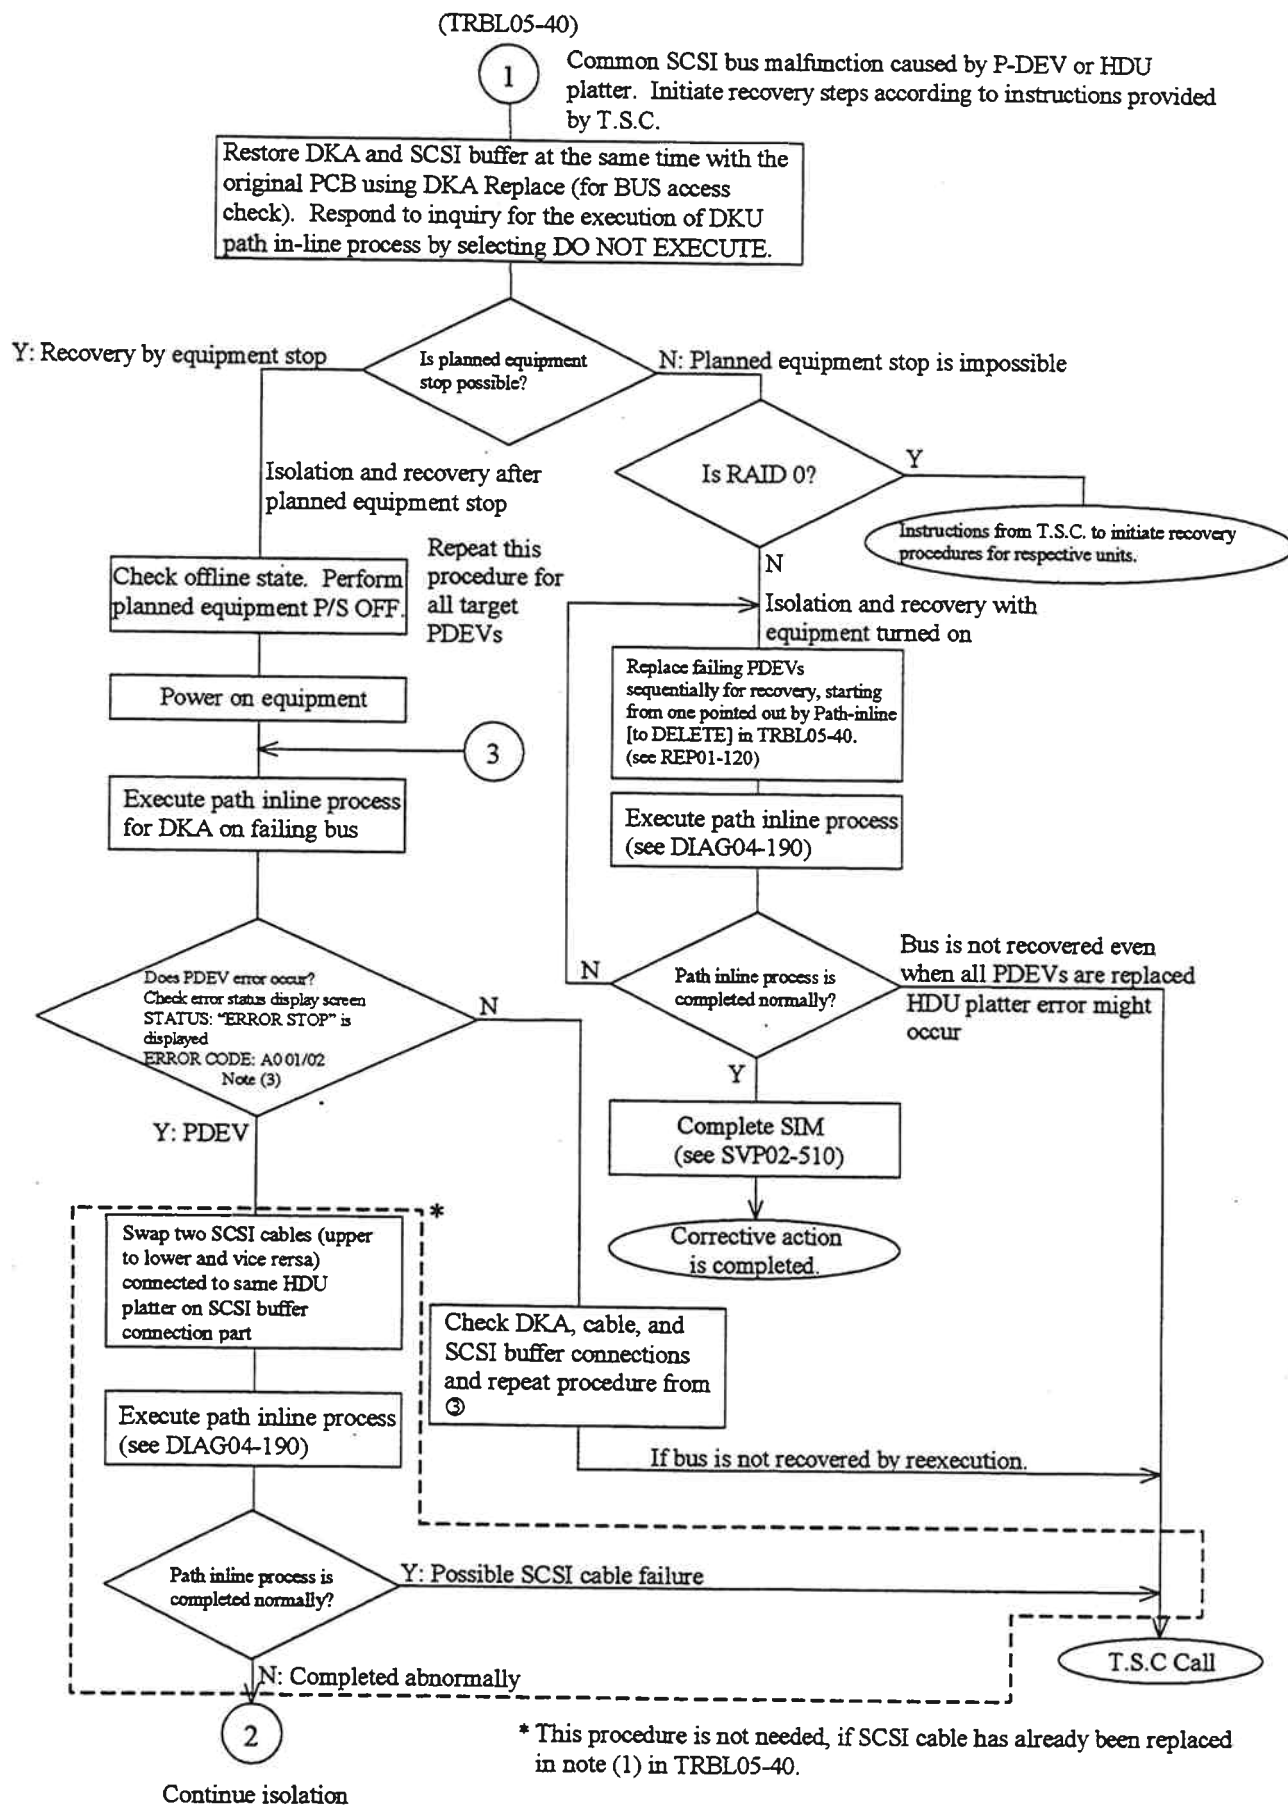 (TRBL05-40)
1
Common SCSI bus malfunction caused by P-DEV or HDU
platter. Initiate recovery steps according to instructions provided
by T.S.C.
Restore DKA and SCSI buffer at the same time with the
original PCB using DKA Replace (for BUS access
check). Respond to inquiry for the execution of DKU
path in-line process by selecting DO NOT EXECUTE.
Y: Recovery by equipment stop
Is planned equipment
stop possible?
N: Planned equipment stop is impossible
Isolation and recovery after
planned equipment stop
Is RAID 0?
Y
Instructions from T.S.C. to initiate recovery
procedures for respective units.
N
Check offline state. Perform
planned equipment P/S OFF.
Repeat this
procedure for
all target
PDEVs
Isolation and recovery with
equipment turned on
Power on equipment
3
Replace failing PDEVs
sequentially for recovery, starting
from one pointed out by Path-inline
[to DELETE] in TRBL05-40.
(see REP01-120)
Execute path inline process
for DKA on failing bus
Execute path inline process
(see DIAG04-190)
Does PDEV error occur?
Check error status display screen
STATUS: "ERROR STOP" is
displayed
ERROR CODE: A0 01/02
Note (3)
N
N
Path inline process is
completed normally?
Bus is not recovered even
when all PDEVs are replaced
HDU platter error might
occur
Y
Y: PDEV
Complete SIM
(see SVP02-510)
Corrective action
is completed.
*
Swap two SCSI cables (upper
to lower and vice rersa)
connected to same HDU
platter on SCSI buffer
connection part
Check DKA, cable, and
SCSI buffer connections
and repeat procedure from
③
Execute path inline process
(see DIAG04-190)
If bus is not recovered by reexecution.
Path inline process is
completed normally?
Y: Possible SCSI cable failure
N: Completed abnormally
T.S.C Call
2
Continue isolation
* This procedure is not needed, if SCSI cable has already been replaced
in note (1) in TRBL05-40.